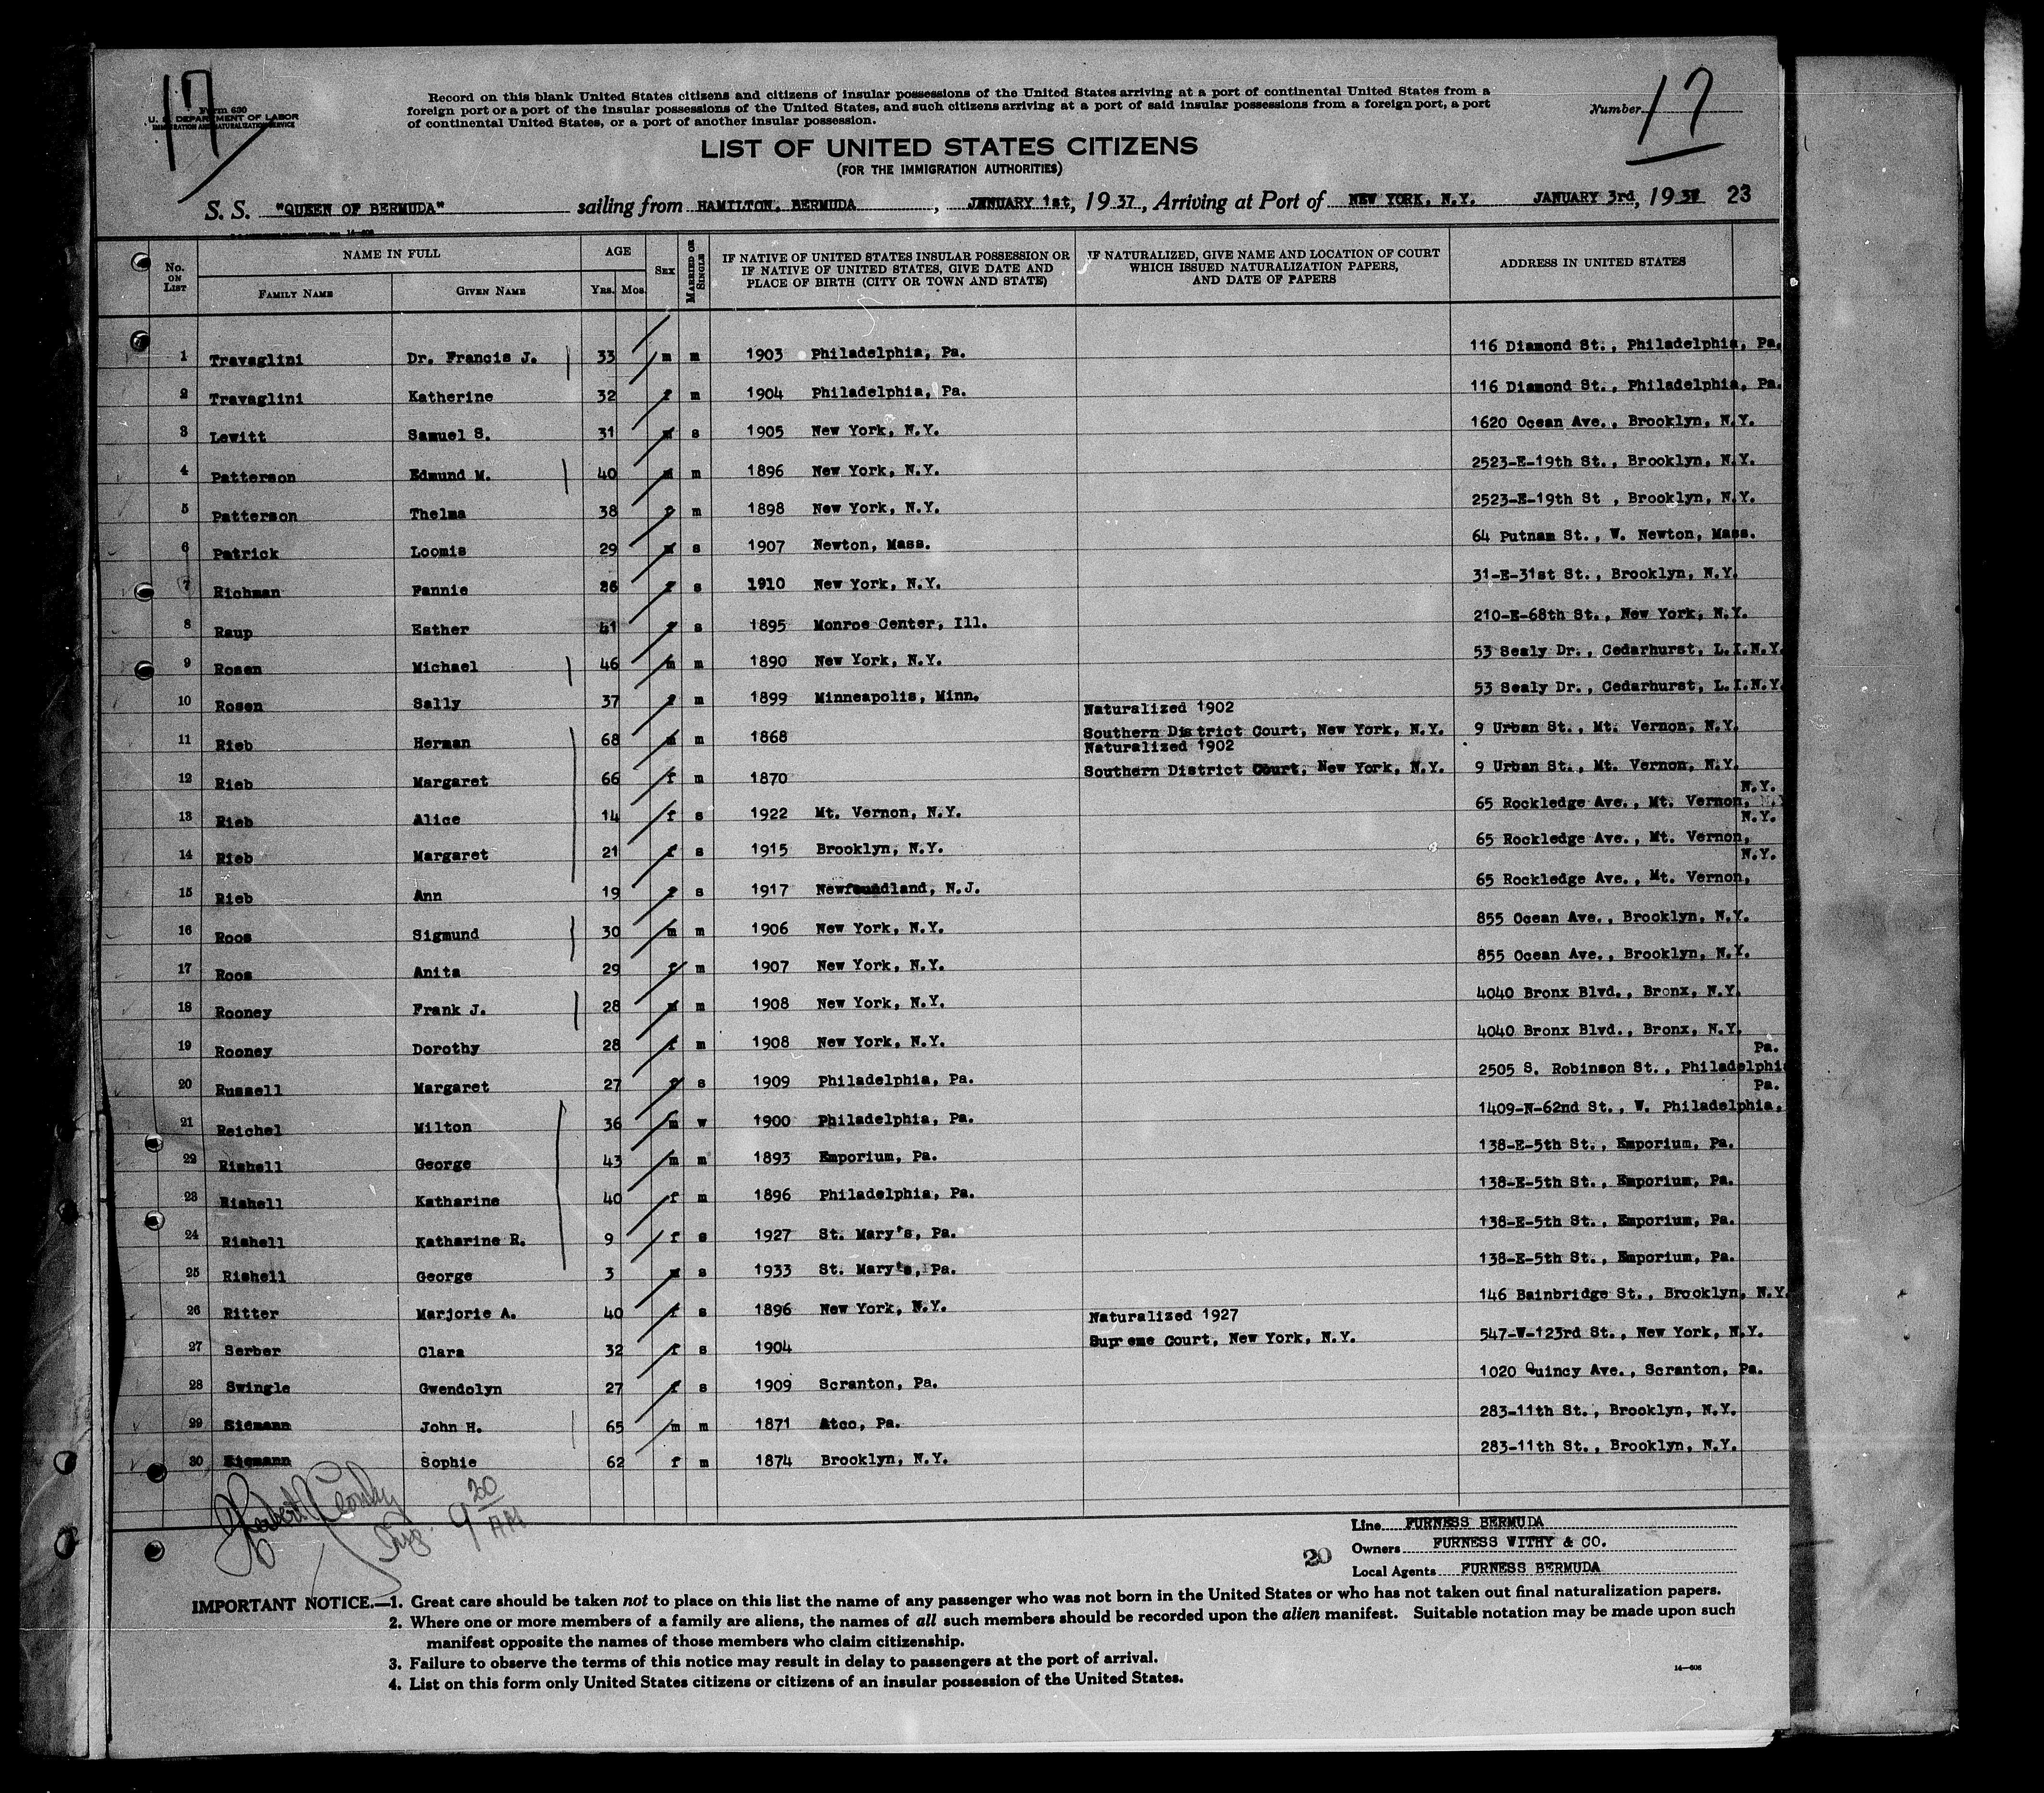 17
Form 630
U. S. DEPARTMENT OF LABOR
IMMIGRATION AND NATURALIZATION SERVICE
Record on this blank United States citizens and citizens of insular possessions of the United States arriving at a port of continental United States from a
foreign port or a port of the insular possessions of the United States, and such citizens arriving at a port of said insular possessions from a foreign port, a port
of continental United States, or a port of another insular possession.
Number 17
LIST OF UNITED STATES CITIZENS
(FOR THE IMMIGRATION AUTHORITIES)
S. S. "QUEEN OF BERMUDA" sailing from HAMILTON, BERMUDA, JANUARY 1st, 1937, Arriving at Port of NEW YORK, N.Y. JANUARY 3rd, 1937 23
No. ON LIST NAME IN FULL FAMILY NAME GIVEN NAME AGE YRS. MOS. SEX MARRIED OR SINGLE IF NATIVE OF UNITED STATES INSULAR POSSESSION OR IF NATIVE OF UNITED STATES, GIVE DATE AND PLACE OF BIRTH (CITY OR TOWN AND STATE) IF NATURALIZED, GIVE NAME AND LOCATION OF COURT WHICH ISSUED NATURALIZATION PAPERS, AND DATE OF PAPERS ADDRESS IN UNITED STATES
1 Travaglini Dr. Francis J. 33 m m 1903 Philadelphia, Pa. 116 Diamond St., Philadelphia, Pa.
2 Travaglini Katherine 32 f m 1904 Philadelphia, Pa. 116 Diamond St., Philadelphia, Pa.
3 Lewitt Samuel S. 31 m s 1905 New York, N.Y. 1620 Ocean Ave., Brooklyn, N.Y.
4 Patterson Edmund M. 40 m m 1896 New York, N.Y. 2523-E-19th St., Brooklyn, N.Y.
5 Patterson Thelma 38 f m 1898 New York, N.Y. 2523-E-19th St , Brooklyn, N.Y.
6 Patrick Loomis 29 m s 1907 Newton, Mass. 64 Putnam St., W. Newton, Mass.
7 Richman Fannie 26 f s 1910 New York, N.Y. 31-E-31st St., Brooklyn, N.Y.
8 Raup Esther 41 f s 1895 Monroe Center, Ill. 210-E-68th St., New York, N.Y.
9 Rosen Michael 46 m m 1890 New York, N.Y. 53 Sealy Dr., Cedarhurst, L.I.N.Y.
10 Rosen Sally 37 f m 1899 Minneapolis, Minn. 53 Sealy Dr., Cedarhurst, L.I.N.Y.
Naturalized 1902
11 Rieb Herman 68 m m 1868 Southern District Court, New York, N.Y. 9 Urban St., Mt. Vernon, N.Y.
Naturalized 1902
12 Rieb Margaret 66 f m 1870 Southern District Court, New York, N.Y. 9 Urban St., Mt. Vernon, N.Y.
N.Y.
13 Rieb Alice 14 f s 1922 Mt. Vernon, N.Y. 65 Rockledge Ave., Mt. Vernon,
N.Y.
14 Rieb Margaret 21 f s 1915 Brooklyn, N.Y. 65 Rockledge Ave., Mt. Vernon,
N.Y.
15 Rieb Ann 19 f s 1917 Newfoundland, N.J. 65 Rockledge Ave., Mt. Vernon,
16 Roos Sigmund 30 m m 1906 New York, N.Y. 855 Ocean Ave., Brooklyn, N.Y.
17 Roos Anita 29 f m 1907 New York, N.Y. 855 Ocean Ave., Brooklyn, N.Y.
18 Rooney Frank J. 28 m m 1908 New York, N.Y. 4040 Bronx Blvd., Bronx, N.Y.
19 Rooney Dorothy 28 f m 1908 New York, N.Y. 4040 Bronx Blvd., Bronx, N.Y.
Pa.
20 Russell Margaret 27 f s 1909 Philadelphia, Pa. 2505 S. Robinson St., Philadelphia
Pa.
21 Reichel Milton 36 m w 1900 Philadelphia, Pa. 1409-N-62nd St., W. Philadelphia,
22 Rishell George 43 m m 1893 Emporium, Pa. 138-E-5th St., Emporium, Pa.
23 Rishell Katharine 40 f m 1896 Philadelphia, Pa. 138-E-5th St., Emporium, Pa.
24 Rishell Katharine R. 9 f s 1927 St. Mary's, Pa. 138-E-5th St., Emporium, Pa.
25 Rishell George 3 m s 1933 St. Mary's, Pa. 138-E-5th St., Emporium, Pa.
26 Ritter Marjorie A. 40 f s 1896 New York, N.Y. 146 Bainbridge St., Brooklyn, N.Y.
Naturalized 1927
27 Serber Clara 32 f s 1904 Supreme Court, New York, N.Y. 547-W-123rd St., New York, N.Y.
28 Swingle Gwendolyn 27 f s 1909 Scranton, Pa. 1020 Quincy Ave., Scranton, Pa.
29 Siemann John H. 65 m m 1871 Atco, Pa. 283-11th St., Brooklyn, N.Y.
30 Siemann Sophie 62 f m 1874 Brooklyn, N.Y. 283-11th St., Brooklyn, N.Y.
9 20 AM
Line FURNESS BERMUDA
20 Owners FURNESS WITHY & CO.
Local Agents FURNESS BERMUDA
IMPORTANT NOTICE.—1. Great care should be taken not to place on this list the name of any passenger who was not born in the United States or who has not taken out final naturalization papers.
2. Where one or more members of a family are aliens, the names of all such members should be recorded upon the alien manifest. Suitable notation may be made upon such
manifest opposite the names of those members who claim citizenship.
3. Failure to observe the terms of this notice may result in delay to passengers at the port of arrival.
4. List on this form only United States citizens or citizens of an insular possession of the United States.
14—608